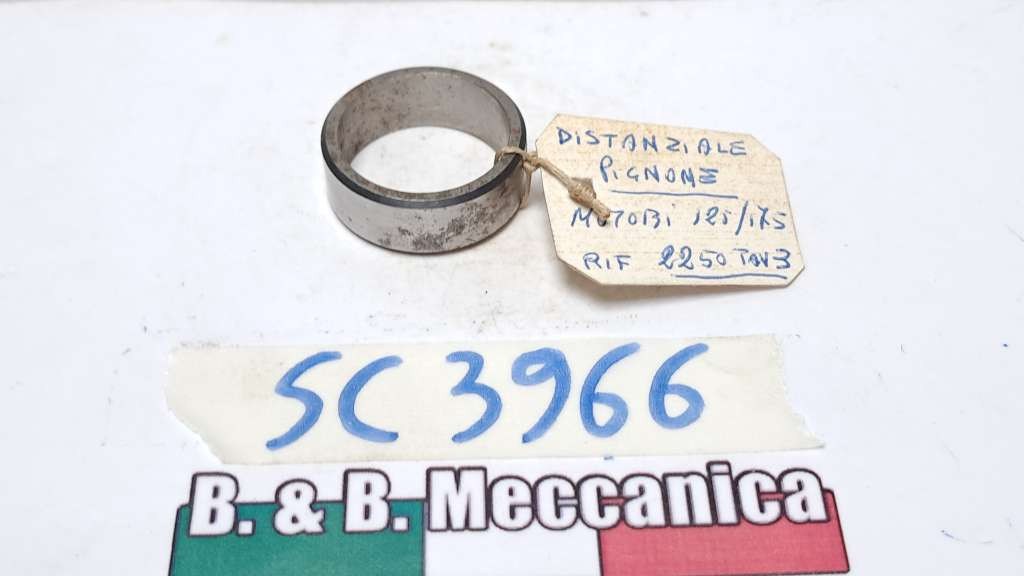 DISTANZIALE
PIGNONE
MOTOBI 125/175
RIF 2250 TAV3
SC 3966
B. & B. Meccanica